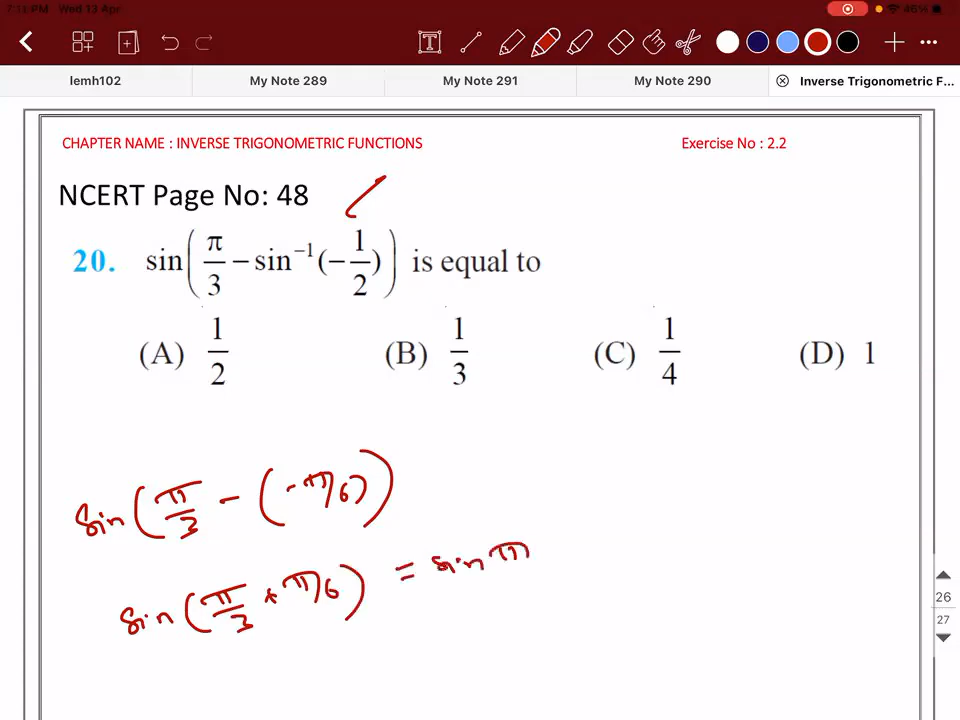 7:11 PM Wed 13 Apr 46%
lemh102 My Note 289 My Note 291 My Note 290 Inverse Trigonometric F...
CHAPTER NAME : INVERSE TRIGONOMETRIC FUNCTIONS Exercise No : 2.2
NCERT Page No: 48
20. sin(π/3 − sin⁻¹(−1/2)) is equal to
(A) 1/2 (B) 1/3 (C) 1/4 (D) 1
sin(π/3 − (-π/6))
sin(π/3 + π/6) = sin π
26
27